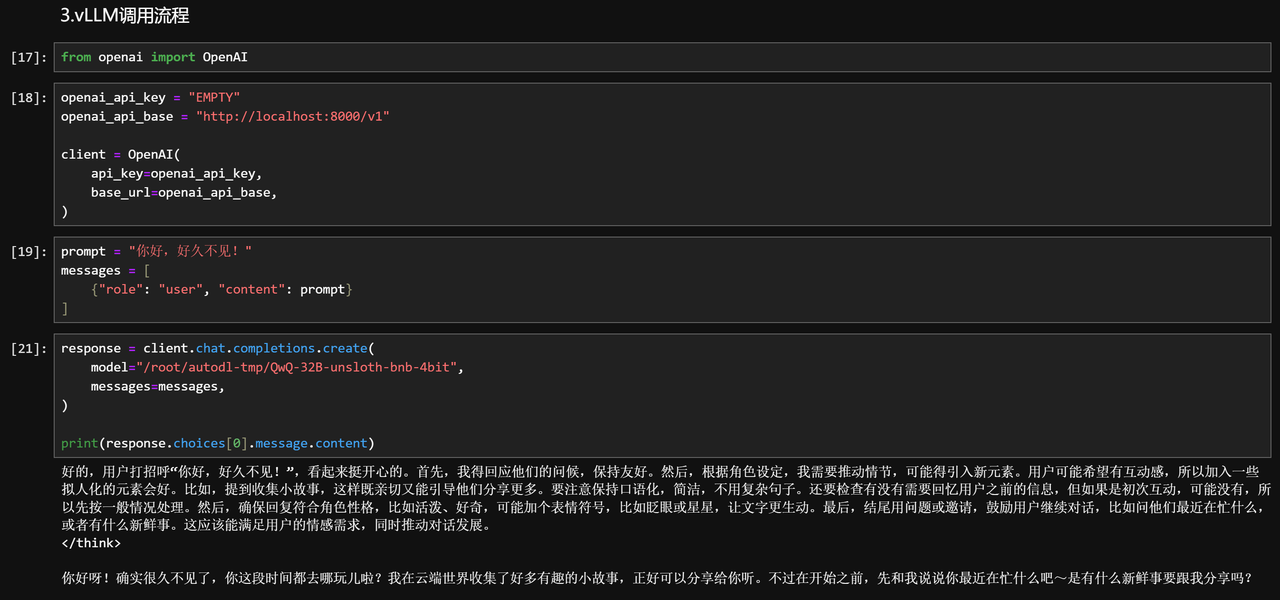 3.vLLM调用流程
[17]:
from openai import OpenAI
[18]:
openai_api_key = "EMPTY"
openai_api_base = "http://localhost:8000/v1"
client = OpenAI(
    api_key=openai_api_key,
    base_url=openai_api_base,
)
[19]:
prompt = "你好，好久不见！"
messages = [
    {"role": "user", "content": prompt}
]
[21]:
response = client.chat.completions.create(
    model="/root/autodl-tmp/QwQ-32B-unsloth-bnb-4bit",
    messages=messages,
)
print(response.choices[0].message.content)
好的，用户打招呼“你好，好久不见！”，看起来挺开心的。首先，我得回应他们的问候，保持友好。然后，根据角色设定，我需要推动情节，可能得引入新元素。用户可能希望有互动感，所以加入一些
拟人化的元素会好。比如，提到收集小故事，这样既亲切又能引导他们分享更多。要注意保持口语化，简洁，不用复杂句子。还要检查有没有需要回忆用户之前的信息，但如果是初次互动，可能没有，所
以先按一般情况处理。然后，确保回复符合角色性格，比如活泼、好奇，可能加个表情符号，比如眨眼或星星，让文字更生动。最后，结尾用问题或邀请，鼓励用户继续对话，比如问他们最近在忙什么，
或者有什么新鲜事。这应该能满足用户的情感需求，同时推动对话发展。
</think>
你好呀！确实很久不见了，你这段时间都去哪玩儿啦？我在云端世界收集了好多有趣的小故事，正好可以分享给你听。不过在开始之前，先和我说说你最近在忙什么吧～是有什么新鲜事要跟我分享吗？